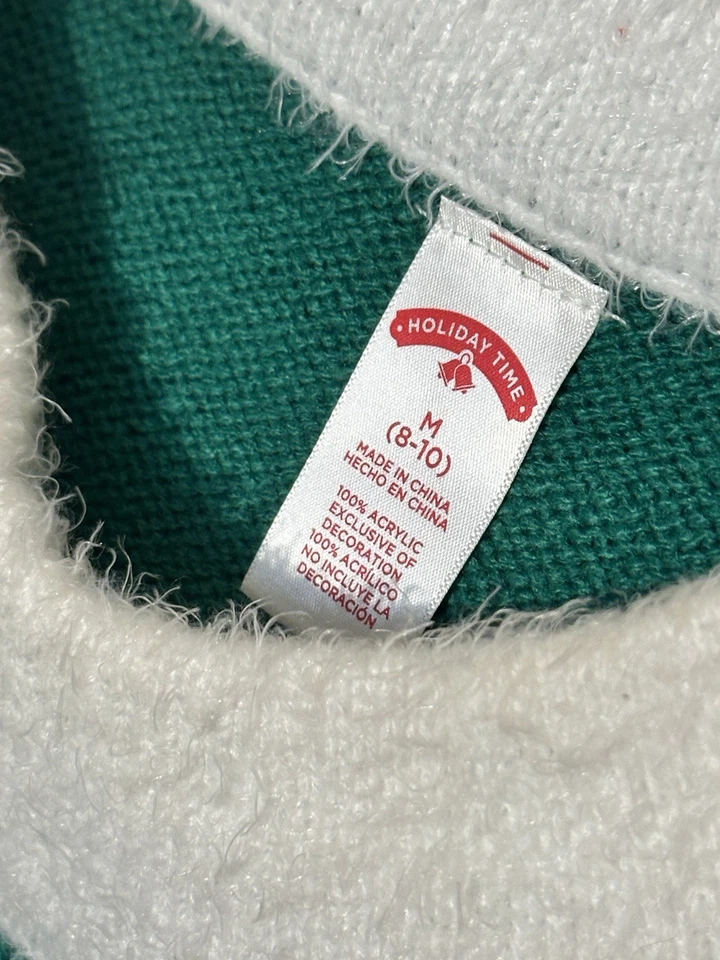 • HOLIDAY TIME •
M
(8-10)
MADE IN CHINA
HECHO EN CHINA
100% ACRYLIC
EXCLUSIVE OF
DECORATION
100% ACRÍLICO
NO INCLUYE LA
DECORACIÓN